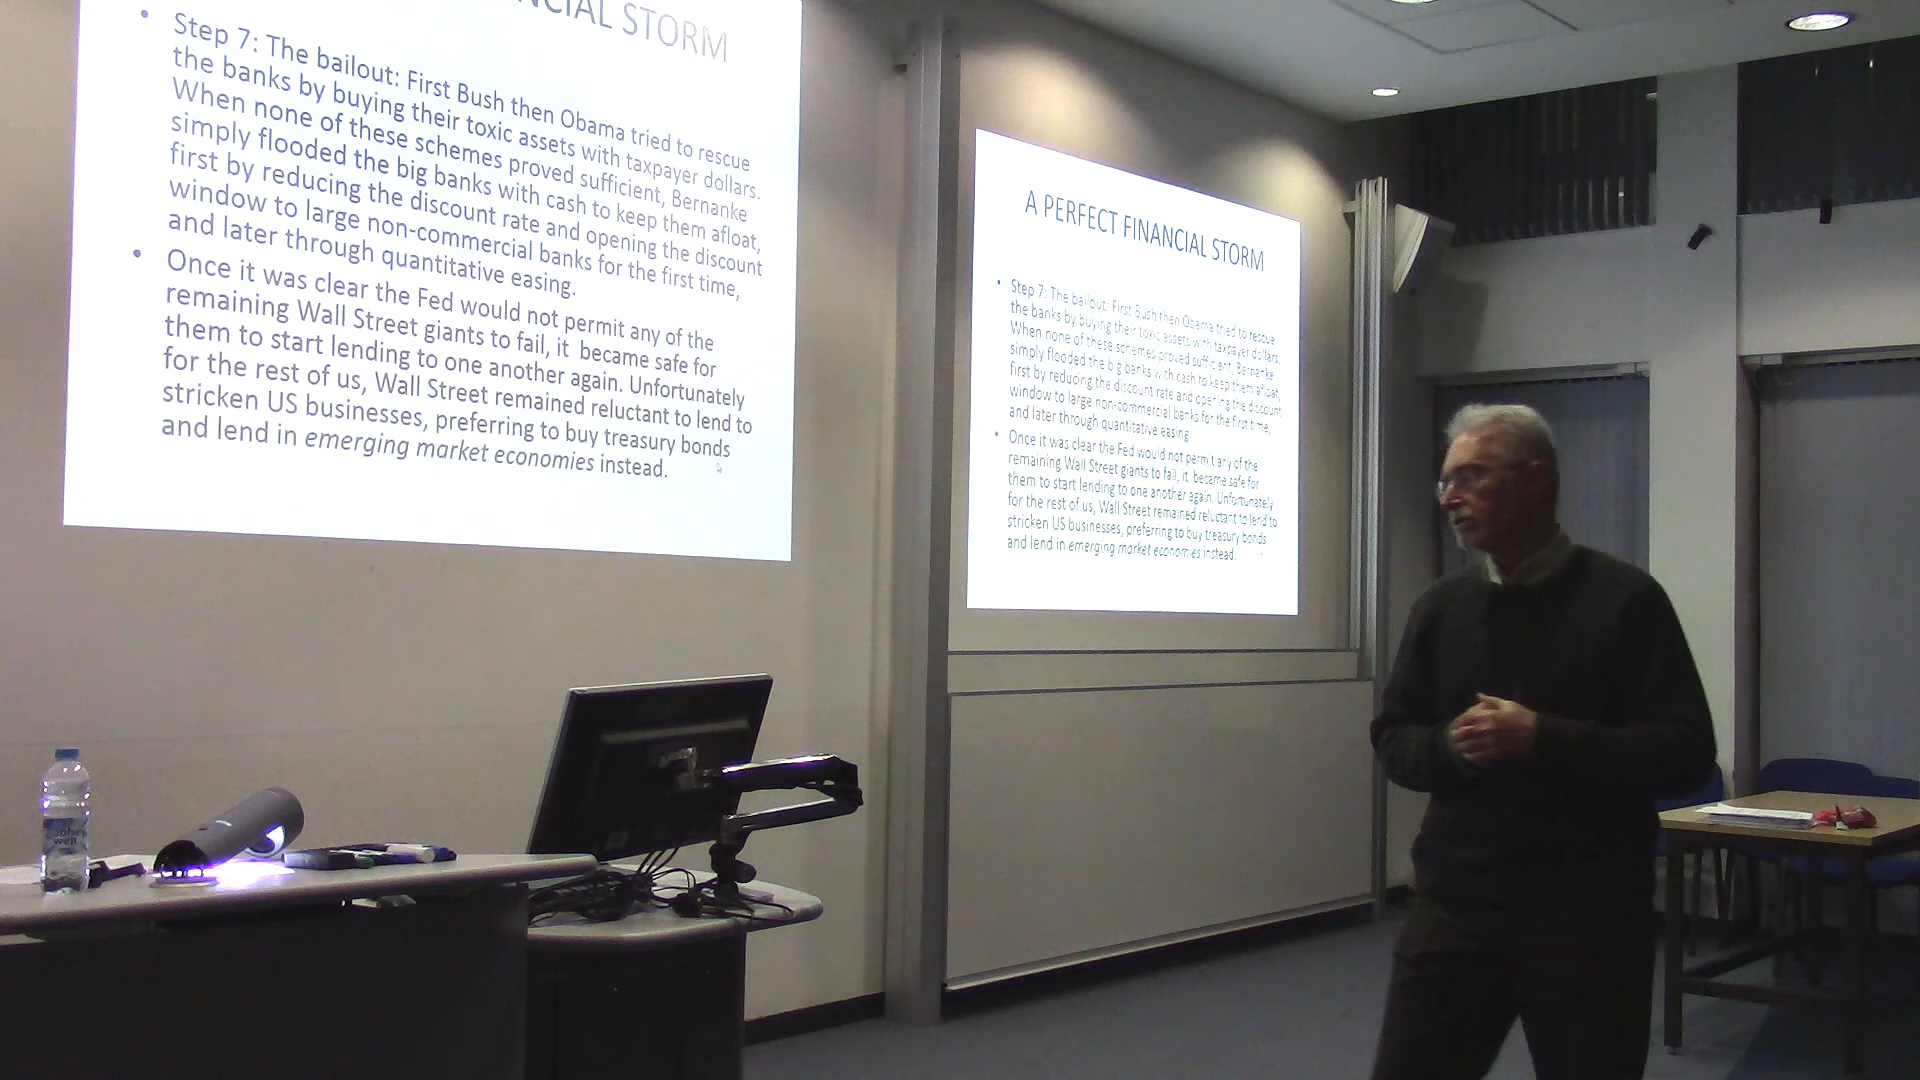 NCIAL STORM
• Step 7: The bailout: First Bush then Obama tried to rescue
the banks by buying their toxic assets with taxpayer dollars.
When none of these schemes proved sufficient, Bernanke
simply flooded the big banks with cash to keep them afloat,
first by reducing the discount rate and opening the discount
window to large non-commercial banks for the first time,
and later through quantitative easing.
• Once it was clear the Fed would not permit any of the
remaining Wall Street giants to fail, it became safe for
them to start lending to one another again. Unfortunately
for the rest of us, Wall Street remained reluctant to lend to
stricken US businesses, preferring to buy treasury bonds
and lend in emerging market economies instead.
A PERFECT FINANCIAL STORM
• Step 7: The bailout: First Bush then Obama tried to rescue
the banks by buying their toxic assets with taxpayer dollars.
When none of these schemes proved sufficient, Bernanke
simply flooded the big banks with cash to keep them afloat,
first by reducing the discount rate and opening the discount
window to large non-commercial banks for the first time,
and later through quantitative easing.
• Once it was clear the Fed would not permit any of the
remaining Wall Street giants to fail, it became safe for
them to start lending to one another again. Unfortunately
for the rest of us, Wall Street remained reluctant to lend to
stricken US businesses, preferring to buy treasury bonds
and lend in emerging market economies instead.
abbey
well